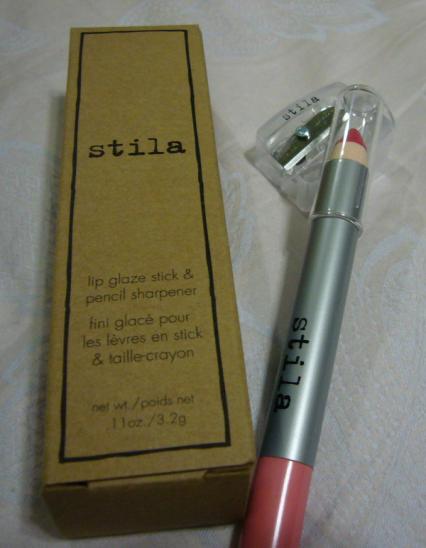 stila
lip glaze stick &
pencil sharpener
fini glacé pour
les lèvres en stick
& taille-crayon
net wt./poids net
.11oz./3.2g
stila
stila